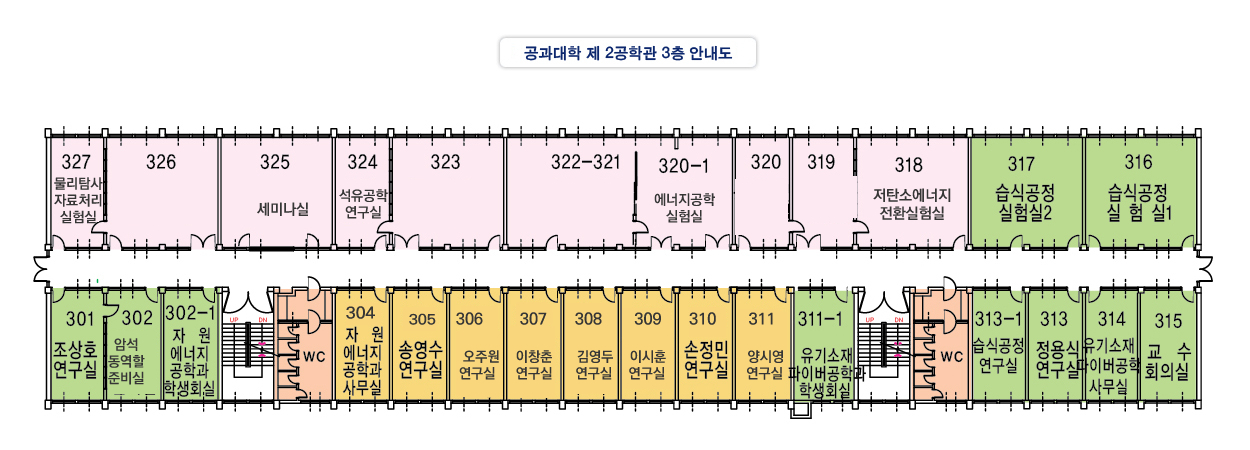 공과대학 제 2공학관 3층 안내도
327
물리탐사
자료처리
실험실
326
325
세미나실
324
석유공학
연구실
323
322-321
320-1
에너지공학
실험실
320
319
318
저탄소에너지
전환실험실
317
습식공정
실험실2
316
습식공정
실 험 실1
301
조상호
연구실
302
암석
동역할
준비실
302-1
자 원
에너지
공학과
학생회실
UP
DN
WC
304
자 원
에너지
공학과
사무실
305
송영수
연구실
306
오주원
연구실
307
이창춘
연구실
308
김영두
연구실
309
이시훈
연구실
310
손정민
연구실
311
양시영
연구실
311-1
유기소재
파이버공학과
학생회실
UP
DN
WC
313-1
습식공정
연구실
313
정용식
연구실
314
유기소재
파이버공학
사무실
315
교 수
회의실